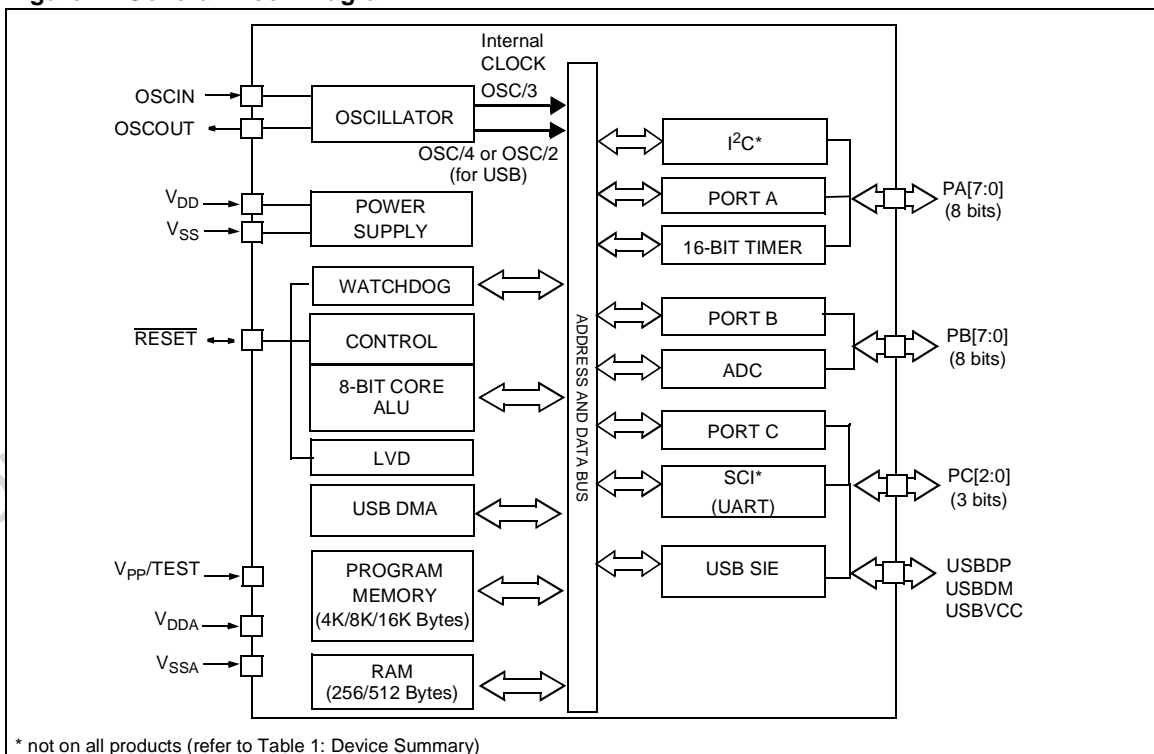 Internal
CLOCK
OSC/3
OSCIN
OSCOUT
OSCILLATOR
OSC/4 or OSC/2
(for USB)
VDD
VSS
POWER
SUPPLY
WATCHDOG
RESET
CONTROL
8-BIT CORE
ALU
LVD
USB DMA
VPP/TEST
PROGRAM
MEMORY
(4K/8K/16K Bytes)
VDDA
VSSA
RAM
(256/512 Bytes)
ADDRESS AND DATA BUS
I²C*
PORT A
16-BIT TIMER
PA[7:0]
(8 bits)
PORT B
ADC
PB[7:0]
(8 bits)
PORT C
SCI*
(UART)
PC[2:0]
(3 bits)
USB SIE
USBDP
USBDM
USBVCC
* not on all products (refer to Table 1: Device Summary)